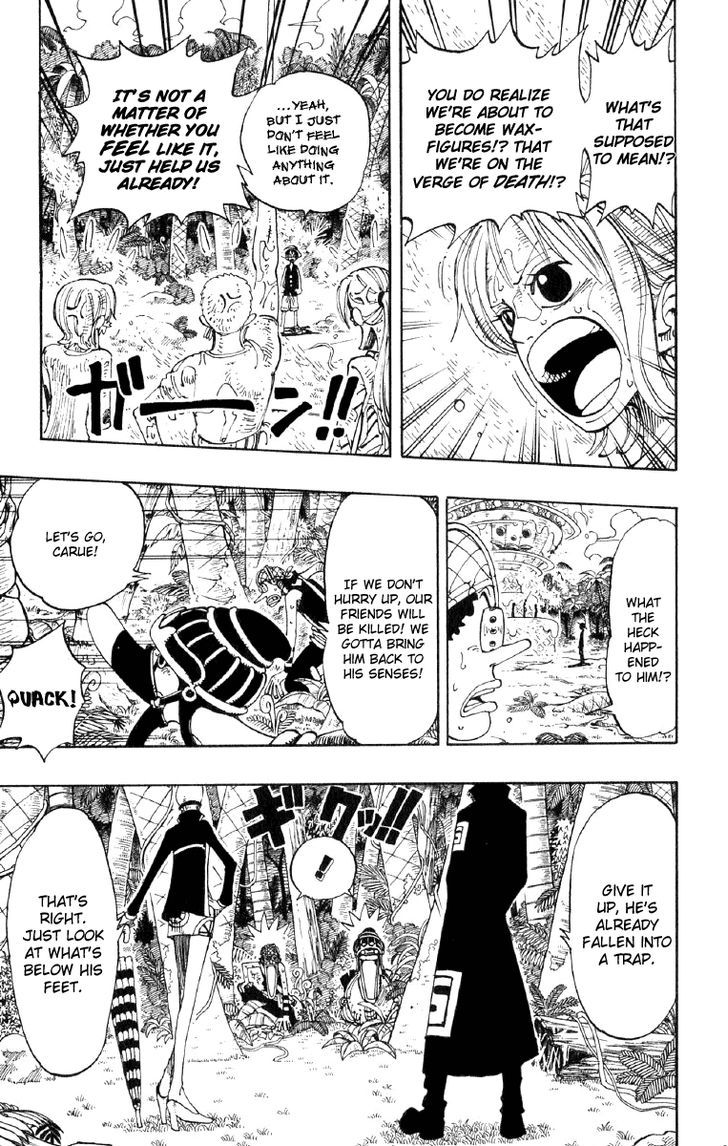 WHAT'S
THAT
SUPPOSED
TO MEAN!?
YOU DO REALIZE
WE'RE ABOUT TO
BECOME WAX-
FIGURES!? THAT
WE'RE ON THE
VERGE OF DEATH!?
...YEAH,
BUT I JUST
DON'T FEEL
LIKE DOING
ANYTHING
ABOUT IT.
IT'S NOT A
MATTER OF
WHETHER YOU
FEEL LIKE IT,
JUST HELP US
ALREADY!
ガーン!!
WHAT
THE
HECK
HAPP-
ENED
TO HIM!?
IF WE DON'T
HURRY UP, OUR
FRIENDS WILL
BE KILLED! WE
GOTTA BRING
HIM BACK TO
HIS SENSES!
LET'S GO,
CARUE!
QUACK!
ギクッ!!
!
GIVE IT
UP, HE'S
ALREADY
FALLEN INTO
A TRAP.
THAT'S
RIGHT.
JUST LOOK
AT WHAT'S
BELOW HIS
FEET.